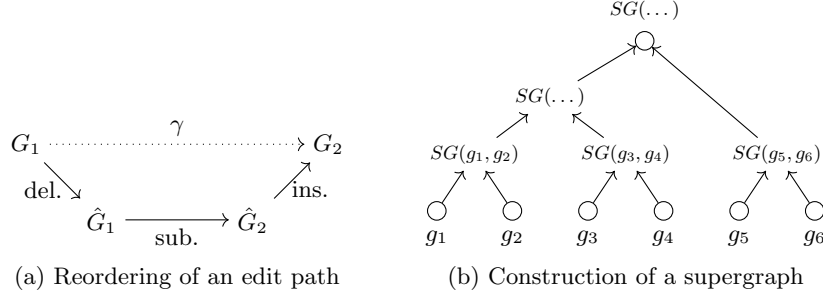 γ
G₁ G₂
del. ins.
Ĝ₁ Ĝ₂
sub.
(a) Reordering of an edit path
SG(...)
SG(...)
SG(g₁, g₂) SG(g₃, g₄) SG(g₅, g₆)
g₁ g₂ g₃ g₄ g₅ g₆
(b) Construction of a supergraph